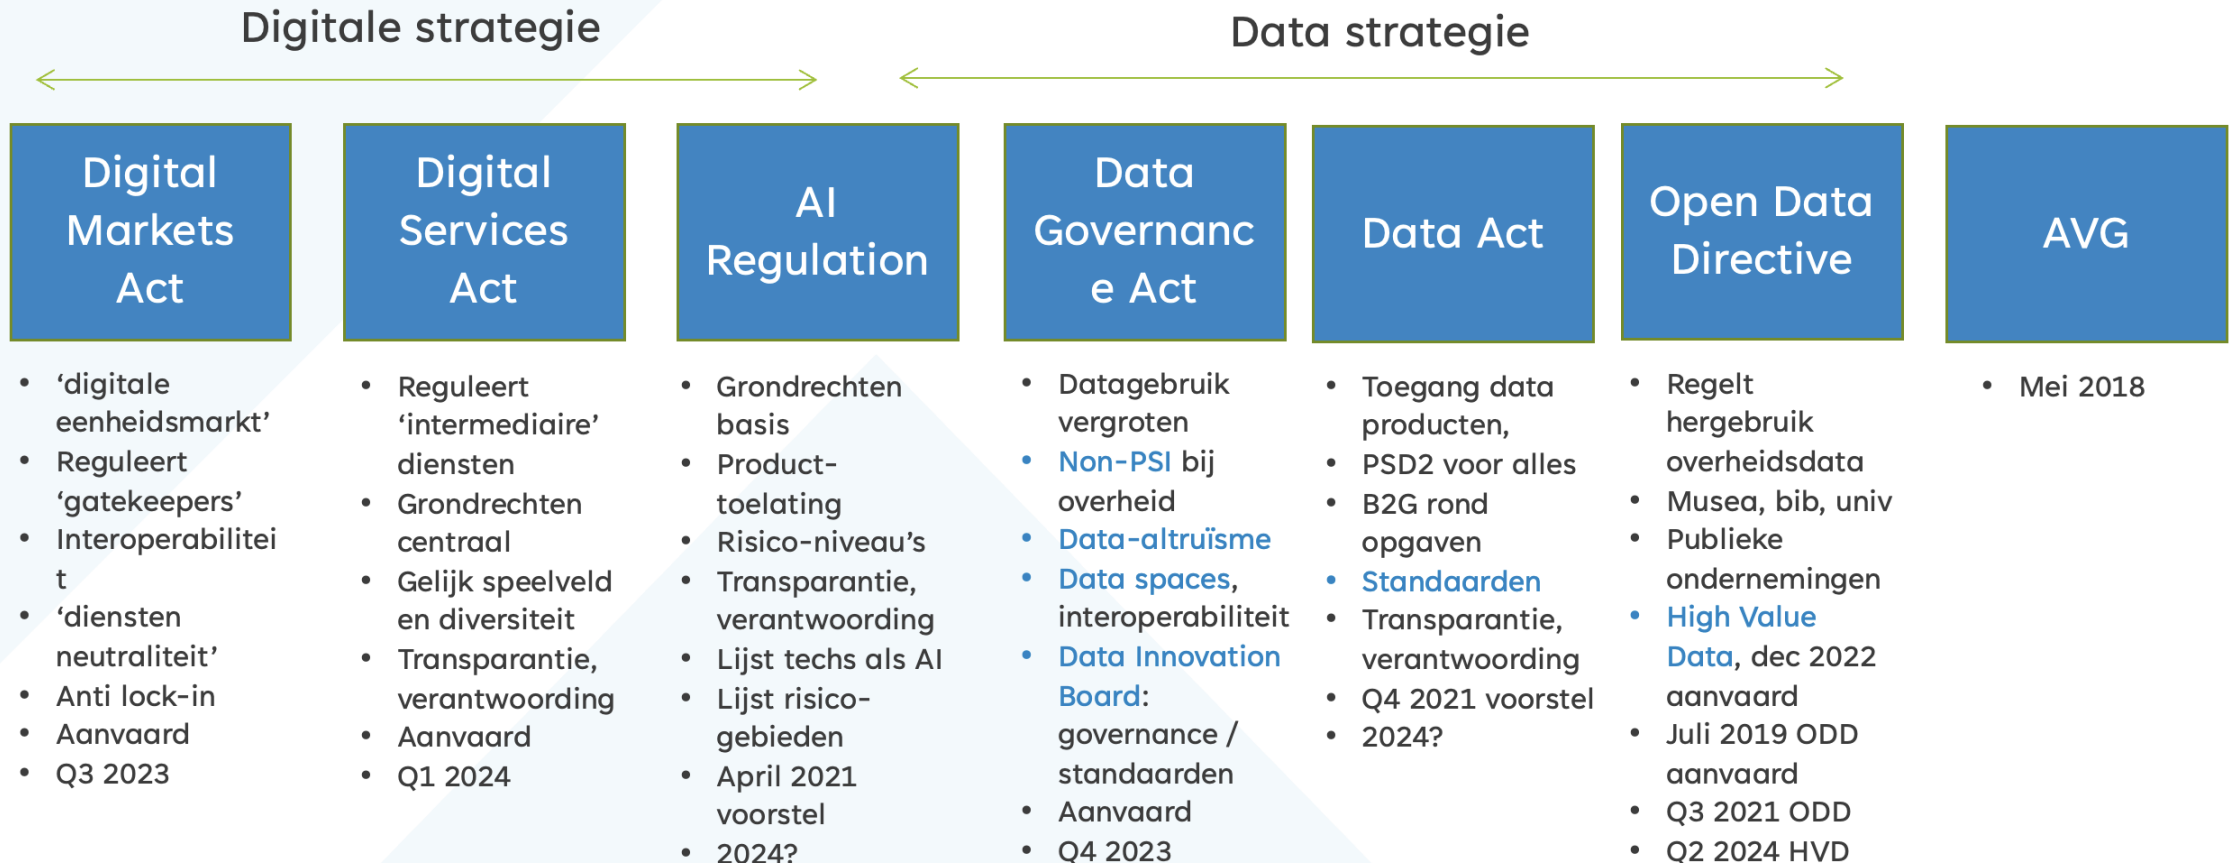 Digitale strategie
Data strategie
Digital
Markets
Act
• ‘digitale
eenheidsmarkt’
• Reguleert
‘gatekeepers’
• Interoperabilitei
t
• ‘diensten
neutraliteit’
• Anti lock-in
• Aanvaard
• Q3 2023
Digital
Services
Act
• Reguleert
‘intermediaire’
diensten
• Grondrechten
centraal
• Gelijk speelveld
en diversiteit
• Transparantie,
verantwoording
• Aanvaard
• Q1 2024
AI
Regulation
• Grondrechten
basis
• Product-
toelating
• Risico-niveau’s
• Transparantie,
verantwoording
• Lijst techs als AI
• Lijst risico-
gebieden
• April 2021
voorstel
• 2024?
Data
Governanc
e Act
• Datagebruik
vergroten
• Non-PSI bij
overheid
• Data-altruïsme
• Data spaces,
interoperabiliteit
• Data Innovation
Board:
governance /
standaarden
• Aanvaard
• Q4 2023
Data Act
• Toegang data
producten,
• PSD2 voor alles
• B2G rond
opgaven
• Standaarden
• Transparantie,
verantwoording
• Q4 2021 voorstel
• 2024?
Open Data
Directive
• Regelt
hergebruik
overheidsdata
• Musea, bib, univ
• Publieke
ondernemingen
• High Value
Data, dec 2022
aanvaard
• Juli 2019 ODD
aanvaard
• Q3 2021 ODD
• Q2 2024 HVD
AVG
• Mei 2018